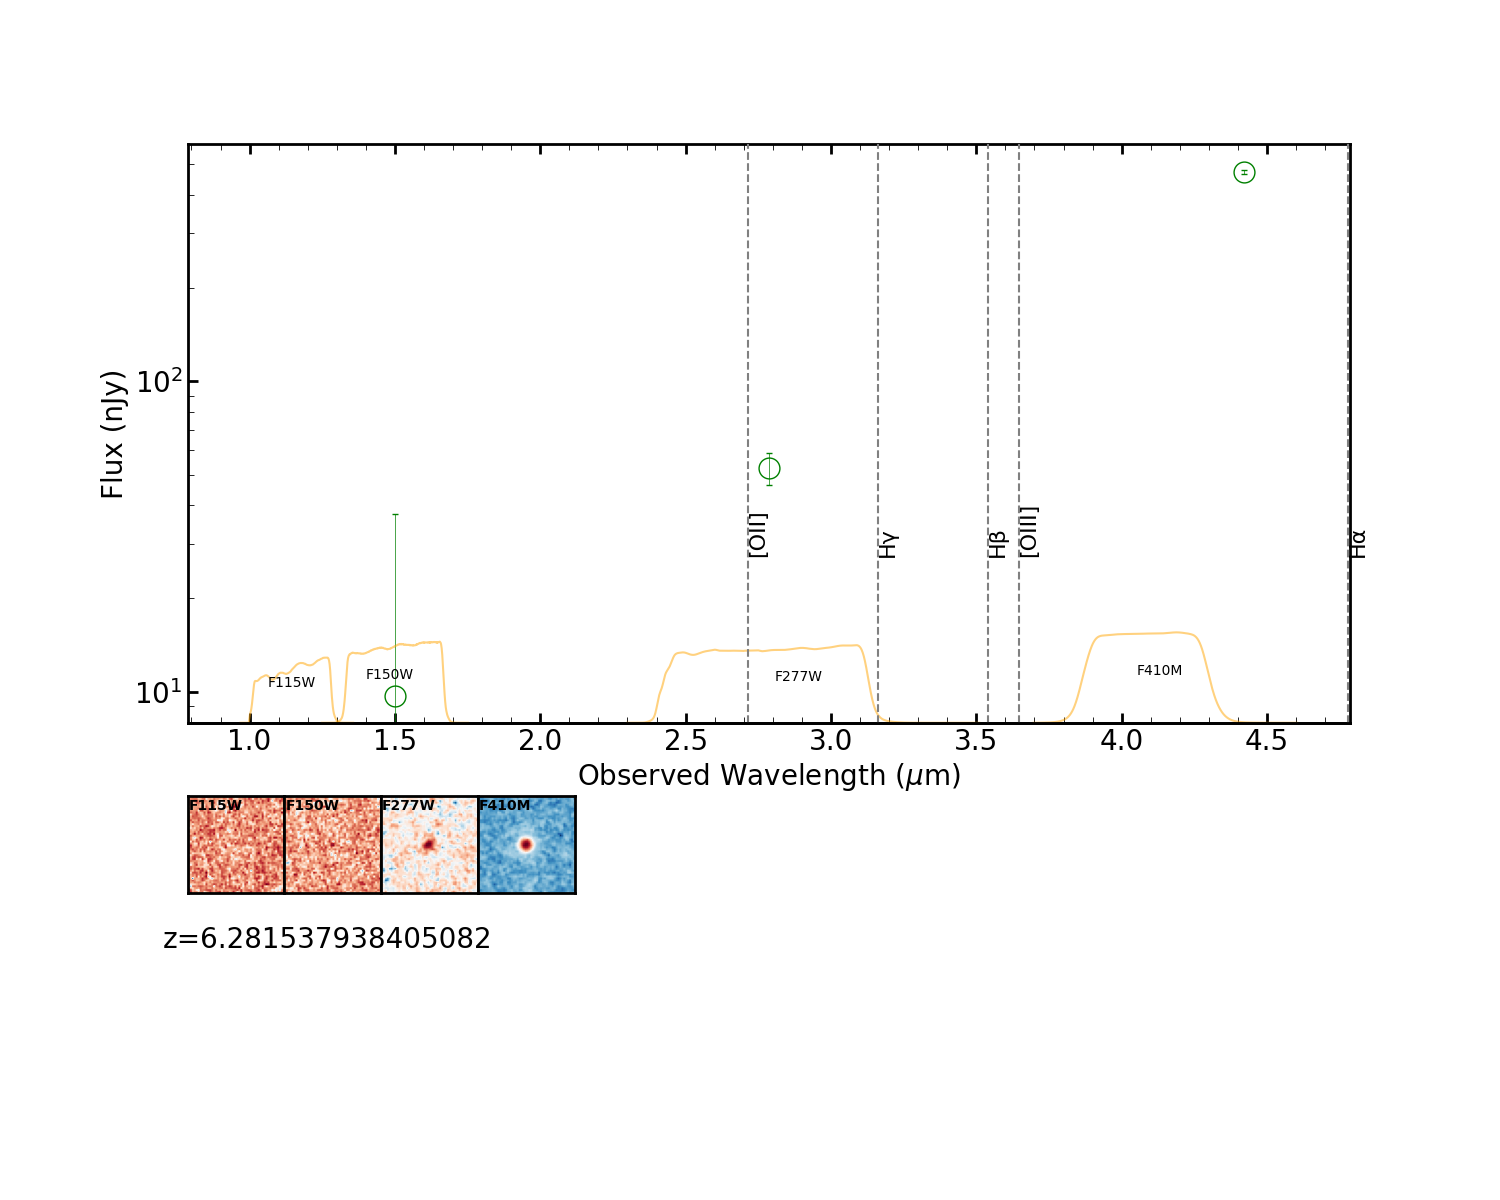 Flux (nJy)
10²
10¹
[OII]
Hγ
Hβ
[OIII]
Hα
F115W
F150W
F277W
F410M
1.0 1.5 2.0 2.5 3.0 3.5 4.0 4.5
Observed Wavelength (μm)
F115W F150W F277W F410M
z=6.281537938405082